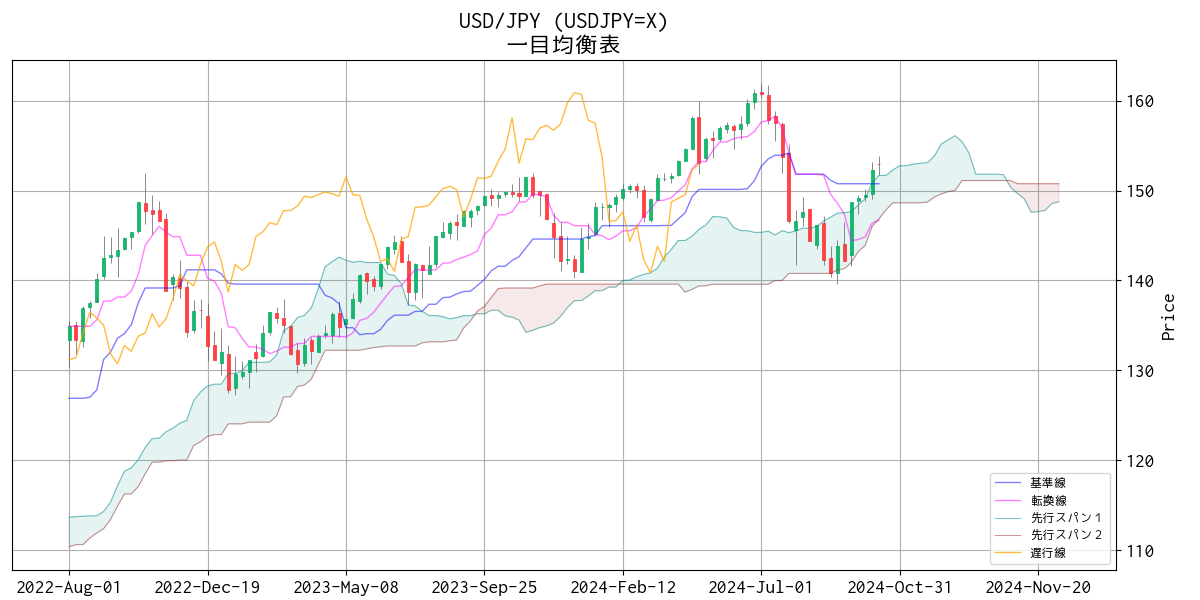 USD/JPY (USDJPY=X)
一目均衡表
160
150
140
130
120
110
Price
基準線
転換線
先行スパン1
先行スパン2
遅行線
2022-Aug-01
2022-Dec-19
2023-May-08
2023-Sep-25
2024-Feb-12
2024-Jul-01
2024-Oct-31
2024-Nov-20